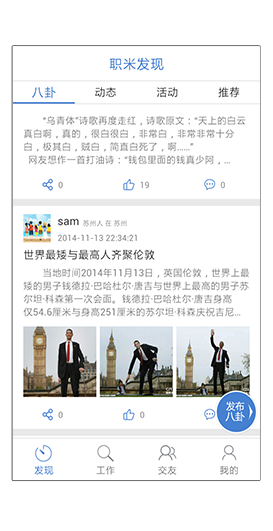 职米发现
八卦 动态 活动 推荐
“乌青体”诗歌再度走红，诗歌原文：“天上的白云
真白啊，真的，很白很白，非常白，非常非常十分
白，极其白，贼白，简直白死了，啊......”
网友想作一首打油诗：“钱包里面的钱真少阿，...
0 19 0
sam 苏州人 在 苏州
2014-11-13 22:34:21
世界最矮与最高人齐聚伦敦
当地时间2014年11月13日，英国伦敦，世界上最
矮的男子钱德拉·巴哈杜尔·唐吉与世界上最高的男子苏
尔坦·科森第一次会面。钱德拉·巴哈杜尔·唐吉身高
仅54.6厘米与身高251厘米的苏尔坦·科森庆祝吉尼...
0 0
发布
八卦
发现 工作 交友 我的